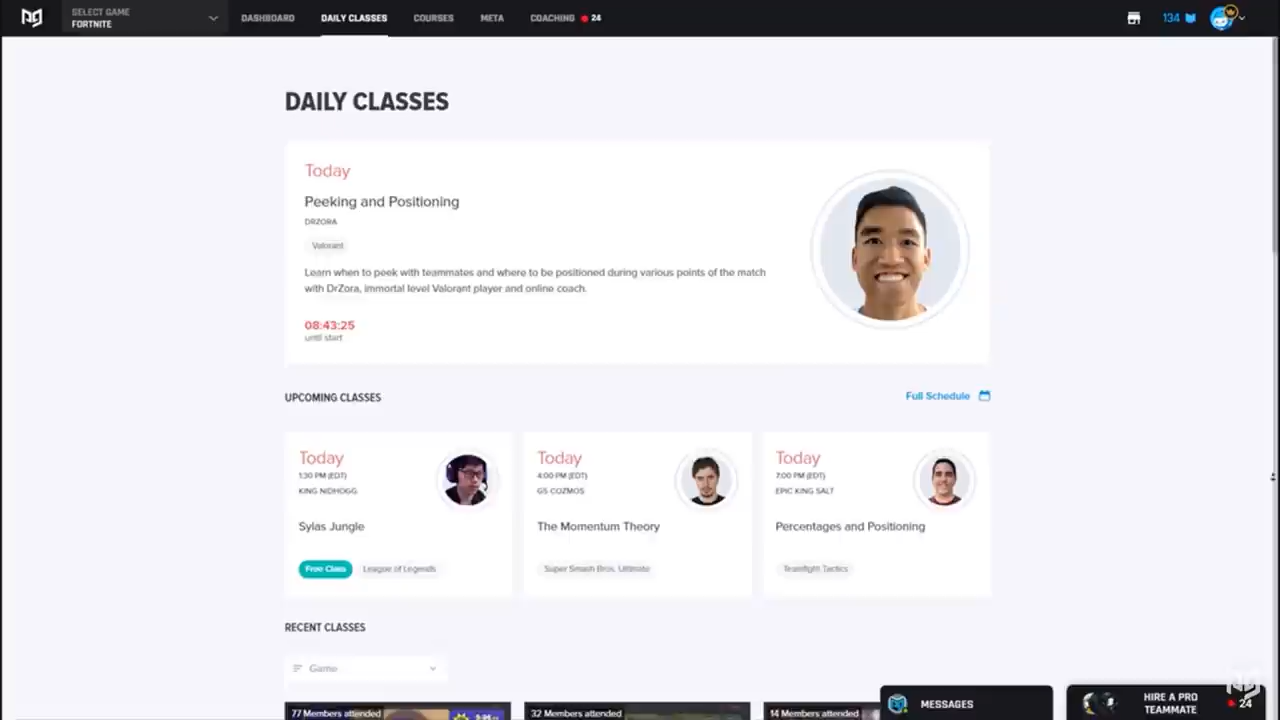 SELECT GAME
FORTNITE
DASHBOARD
DAILY CLASSES
COURSES
META
COACHING 24
134
DAILY CLASSES
Today
Peeking and Positioning
DRZORA
Valorant
Learn when to peek with teammates and where to be positioned during various points of the match
with DrZora, immortal level Valorant player and online coach.
08:43:25
until start
UPCOMING CLASSES
Full Schedule
Today
1:30 PM (EDT)
KING NIDHOGG
Sylas Jungle
Free Class
League of Legends
Today
4:00 PM (EDT)
GS COZMOS
The Momentum Theory
Super Smash Bros. Ultimate
Today
7:00 PM (EDT)
EPIC KING SALT
Percentages and Positioning
Teamfight Tactics
RECENT CLASSES
Game
77 Members attended
32 Members attended
14 Members attended
MESSAGES
HIRE A PRO
TEAMMATE
24